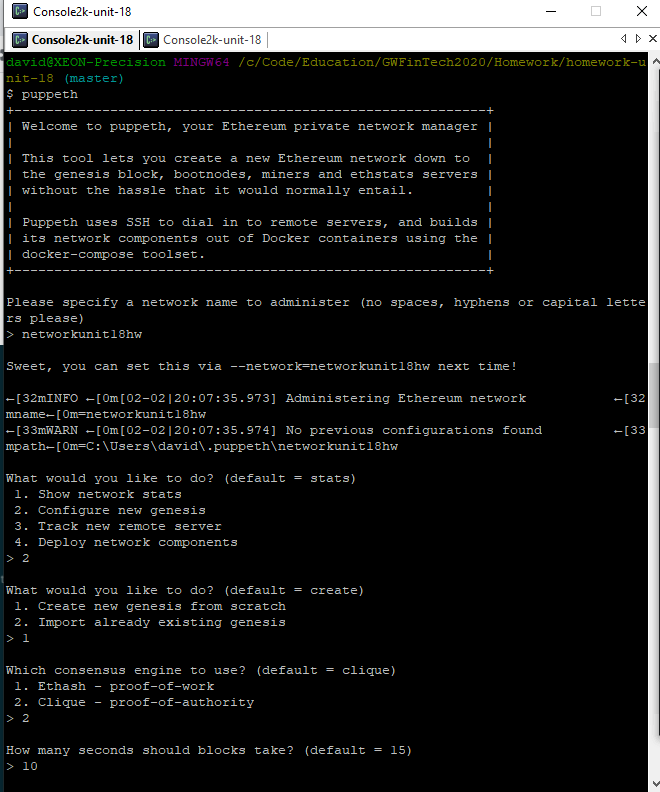 Console2k-unit-18
Console2k-unit-18 Console2k-unit-18
david@XEON-Precision MINGW64 /c/Code/Education/GWFinTech2020/Homework/homework-u
nit-18 (master)
$ puppeth
+-----------------------------------------------------------+
| Welcome to puppeth, your Ethereum private network manager |
|                                                           |
| This tool lets you create a new Ethereum network down to  |
| the genesis block, bootnodes, miners and ethstats servers |
| without the hassle that it would normally entail.         |
|                                                           |
| Puppeth uses SSH to dial in to remote servers, and builds |
| its network components out of Docker containers using the |
| docker-compose toolset.                                   |
+-----------------------------------------------------------+
Please specify a network name to administer (no spaces, hyphens or capital lette
rs please)
> networkunit18hw
Sweet, you can set this via --network=networkunit18hw next time!
←[32mINFO ←[0m[02-02|20:07:35.973] Administering Ethereum network           ←[32
mname←[0m=networkunit18hw
←[33mWARN ←[0m[02-02|20:07:35.974] No previous configurations found         ←[33
mpath←[0m=C:\Users\david\.puppeth\networkunit18hw
What would you like to do? (default = stats)
1. Show network stats
2. Configure new genesis
3. Track new remote server
4. Deploy network components
> 2
What would you like to do? (default = create)
1. Create new genesis from scratch
2. Import already existing genesis
> 1
Which consensus engine to use? (default = clique)
1. Ethash - proof-of-work
2. Clique - proof-of-authority
> 2
How many seconds should blocks take? (default = 15)
> 10